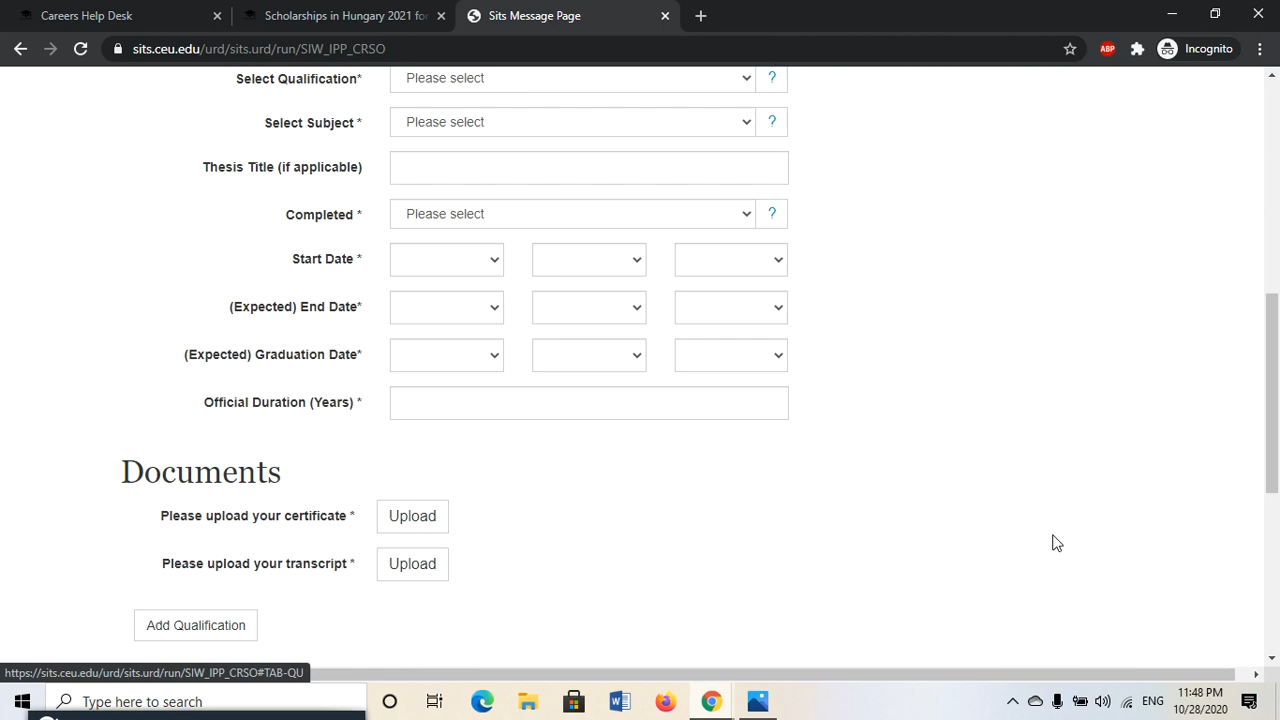 Careers Help Desk
Scholarships in Hungary 2021 for
Sits Message Page
sits.ceu.edu/urd/sits.urd/run/SIW_IPP_CRSO
ABP
Incognito
Select Qualification*
Please select
?
Select Subject *
Please select
?
Thesis Title (if applicable)
Completed *
Please select
?
Start Date *
(Expected) End Date*
(Expected) Graduation Date*
Official Duration (Years) *
Documents
Please upload your certificate *
Upload
Please upload your transcript *
Upload
Add Qualification
https://sits.ceu.edu/urd/sits.urd/run/SIW_IPP_CRSO#TAB-QU
Type here to search
ENG
11:48 PM
10/28/2020